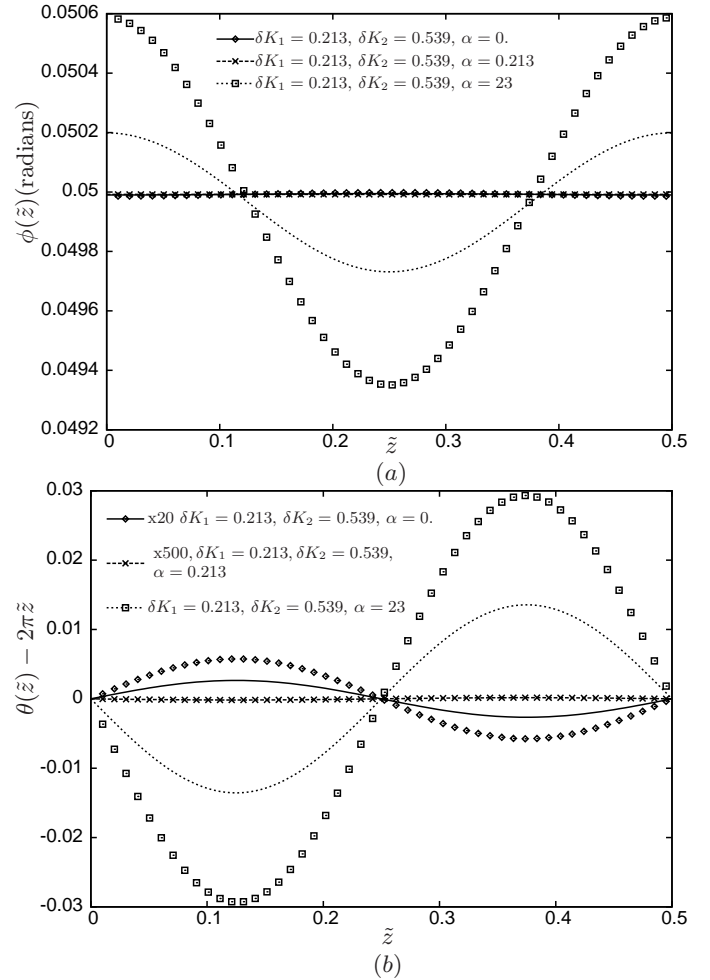 0.0506
0.0504
0.0502
0.05
0.0498
0.0496
0.0494
0.0492
ϕ(z̃)(radians)
δK₁ = 0.213, δK₂ = 0.539, α = 0.
δK₁ = 0.213, δK₂ = 0.539, α = 0.213
δK₁ = 0.213, δK₂ = 0.539, α = 23
0 0.1 0.2 0.3 0.4 0.5
z̃
(a)
0.03
0.02
0.01
0
-0.01
-0.02
-0.03
θ(z̃) − 2πz̃
x20 δK₁ = 0.213, δK₂ = 0.539, α = 0.
x500, δK₁ = 0.213, δK₂ = 0.539,
α = 0.213
δK₁ = 0.213, δK₂ = 0.539, α = 23
0 0.1 0.2 0.3 0.4 0.5
z̃
(b)